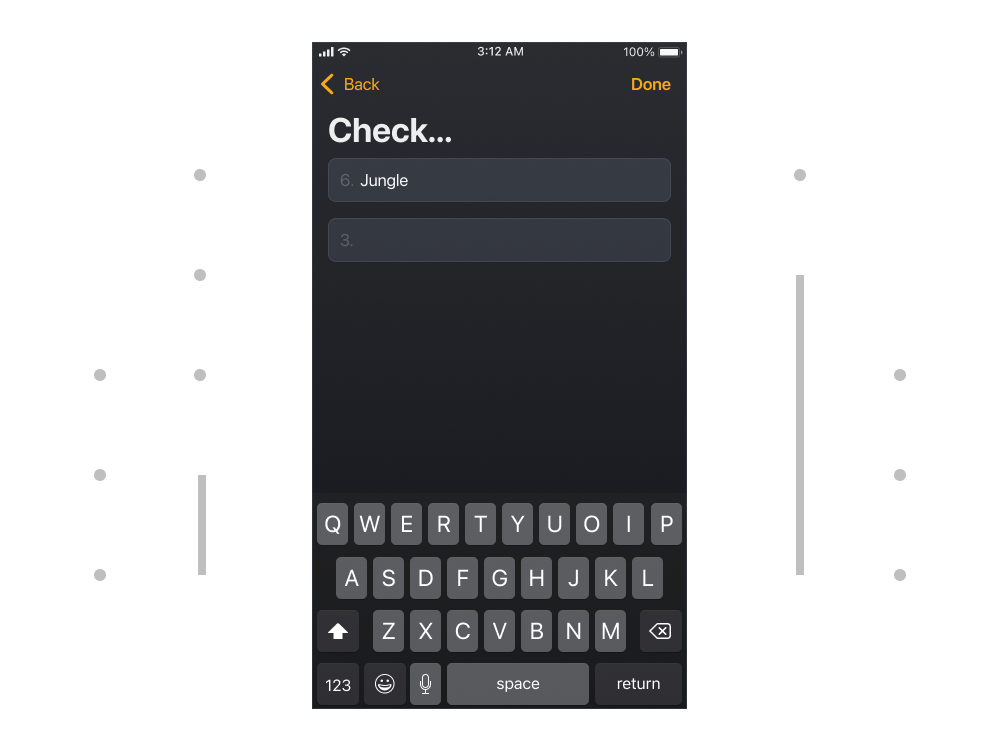 3:12 AM 100%
Back Done
Check...
6. Jungle
3.
Q W E R T Y U O I P
A S D F G H J K L
Z X C V B N M
123 space return